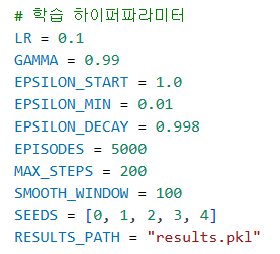 # 학습 하이퍼파라미터
LR = 0.1
GAMMA = 0.99
EPSILON_START = 1.0
EPSILON_MIN = 0.01
EPSILON_DECAY = 0.998
EPISODES = 5000
MAX_STEPS = 200
SMOOTH_WINDOW = 100
SEEDS = [0, 1, 2, 3, 4]
RESULTS_PATH = "results.pkl"